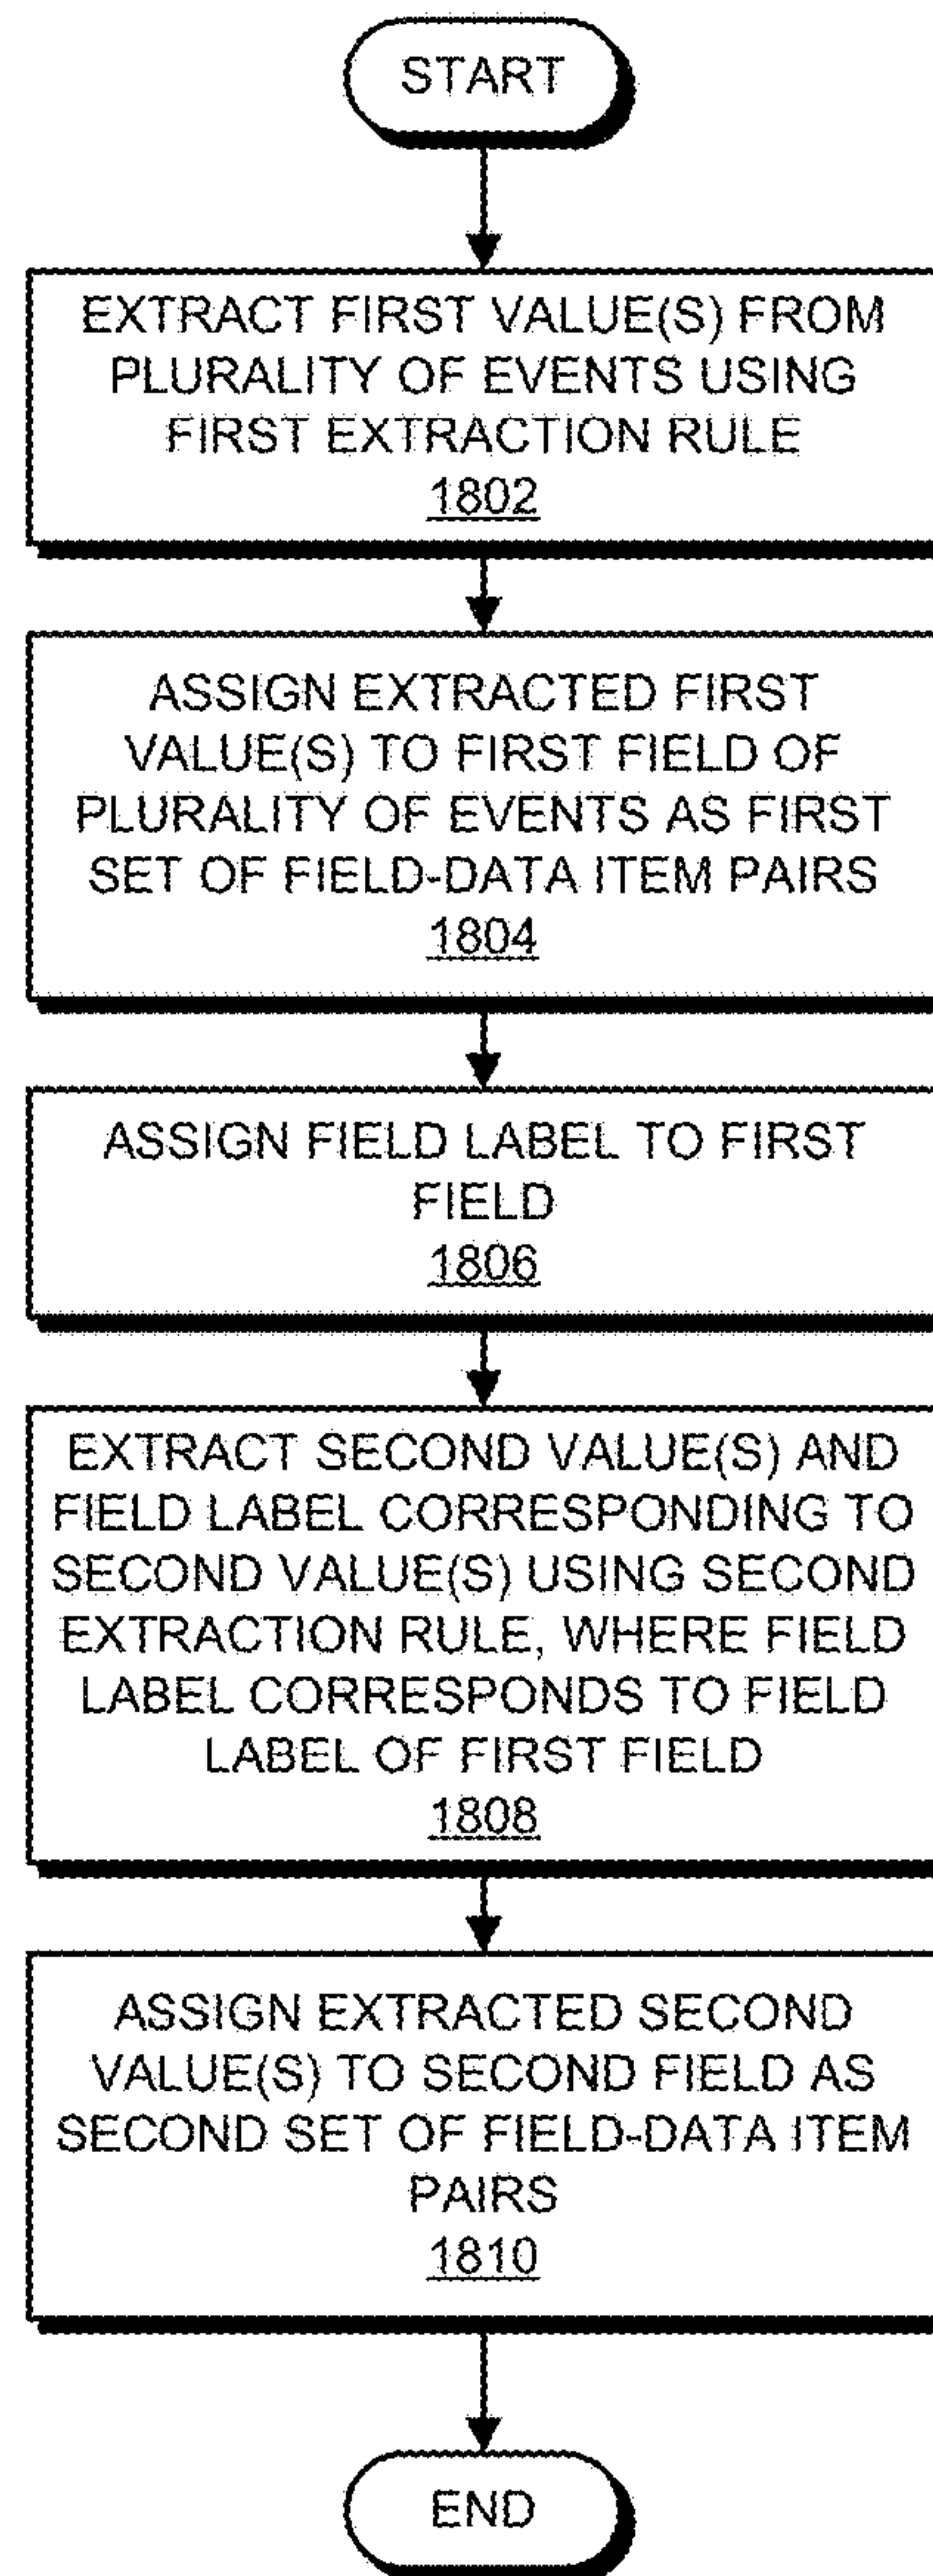 START
EXTRACT FIRST VALUE(S) FROM
PLURALITY OF EVENTS USING
FIRST EXTRACTION RULE
1802
ASSIGN EXTRACTED FIRST
VALUE(S) TO FIRST FIELD OF
PLURALITY OF EVENTS AS FIRST
SET OF FIELD-DATA ITEM PAIRS
1804
ASSIGN FIELD LABEL TO FIRST
FIELD
1806
EXTRACT SECOND VALUE(S) AND
FIELD LABEL CORRESPONDING TO
SECOND VALUE(S) USING SECOND
EXTRACTION RULE, WHERE FIELD
LABEL CORRESPONDS TO FIELD
LABEL OF FIRST FIELD
1808
ASSIGN EXTRACTED SECOND
VALUE(S) TO SECOND FIELD AS
SECOND SET OF FIELD-DATA ITEM
PAIRS
1810
END